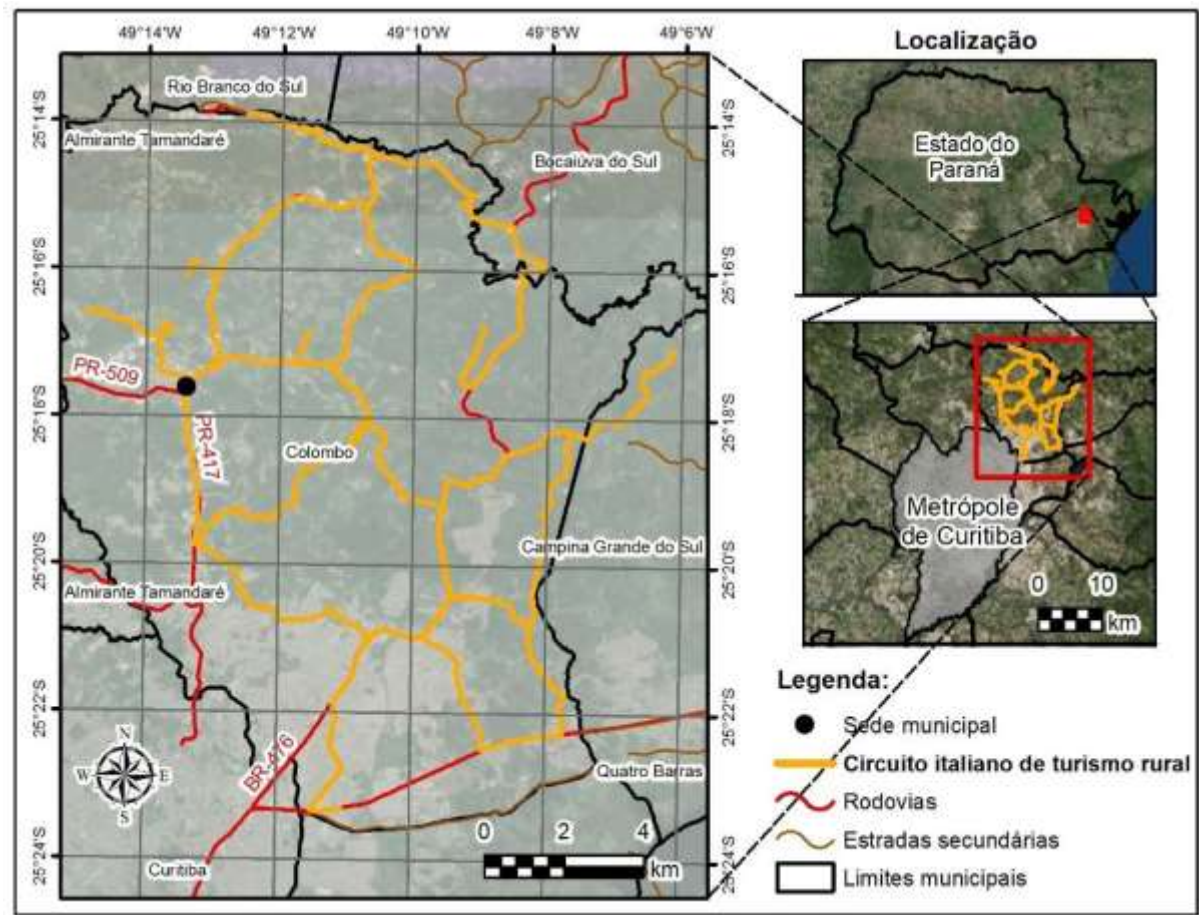 49°14'W
49°12'W
49°10'W
49°8'W
49°6'W
Rio Branco do Sul
25°14'S
25°14'S
Almirante Tamandaré
Bocaiúva do Sul
25°16'S
25°16'S
PR-509
25°18'S
25°18'S
PR-417
Colombo
25°20'S
25°20'S
Campina Grande do Sul
Almirante Tamandaré
25°22'S
25°22'S
BR-476
Quatro Barras
N
W
E
S
25°24'S
25°24'S
Curitiba
0 2 4
km
Localização
Estado do
Paraná
Metrópole
de Curitiba
0 10
km
Legenda:
Sede municipal
Circuito italiano de turismo rural
Rodovias
Estradas secundárias
Limites municipais